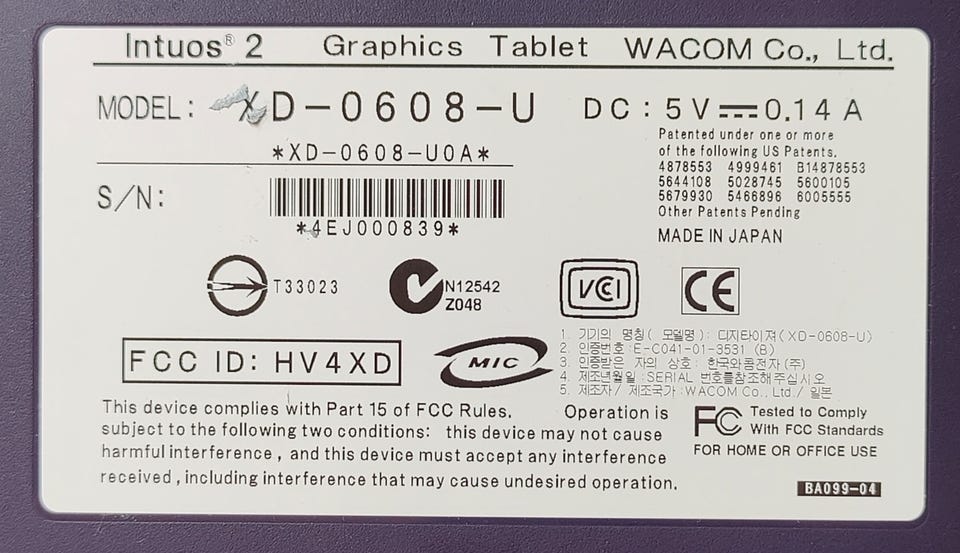 Intuos® 2 Graphics Tablet WACOM Co., Ltd.
MODEL: XD-0608-U DC: 5V⎓0.14A
*XD-0608-U0A*
Patented under one or more
of the following US Patents.
4878553 4999461 B14878553
5644108 5028745 5600105
5679930 5466896 6005555
Other Patents Pending
MADE IN JAPAN
S/N:
*4EJ000839*
T33023
N12542
Z048
VCI
CE
FCC ID: HV4XD
MIC
1. 기기의 명칭( 모델명): 디지타이져(XD-0608-U)
2. 인증번호:E-C041-01-3531 (B)
3. 인증받은 자의 상호: 한국와콤전자(주)
4. 제조년월일:SERIAL 번호를참조해주십시오
5. 제조자/ 제조국가:WACOM Co., Ltd./ 일본
This device complies with Part 15 of FCC Rules. Operation is
subject to the following two conditions: this device may not cause
harmful interference, and this device must accept any interference
received, including interference that may cause undesired operation.
FC Tested to Comply
With FCC Standards
FOR HOME OR OFFICE USE
BA099-04